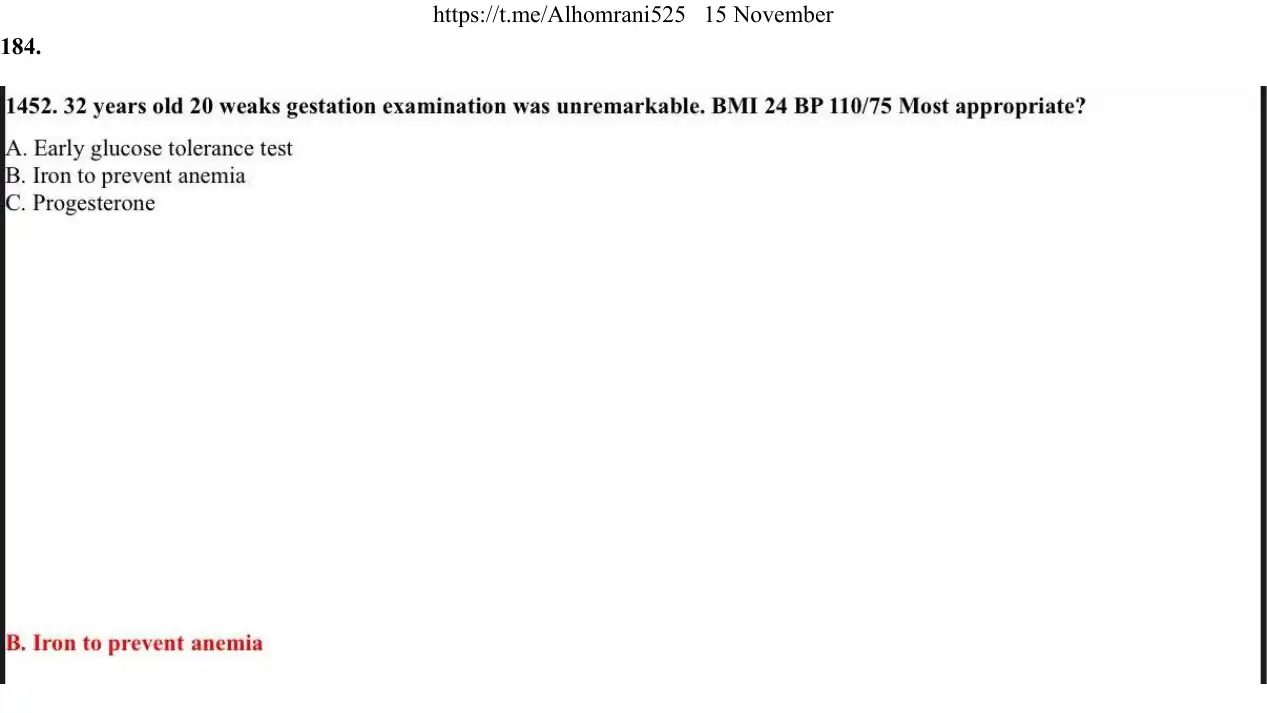 https://t.me/Alhomrani525 15 November
184.
1452. 32 years old 20 weaks gestation examination was unremarkable. BMI 24 BP 110/75 Most appropriate?
A. Early glucose tolerance test
B. Iron to prevent anemia
C. Progesterone
B. Iron to prevent anemia